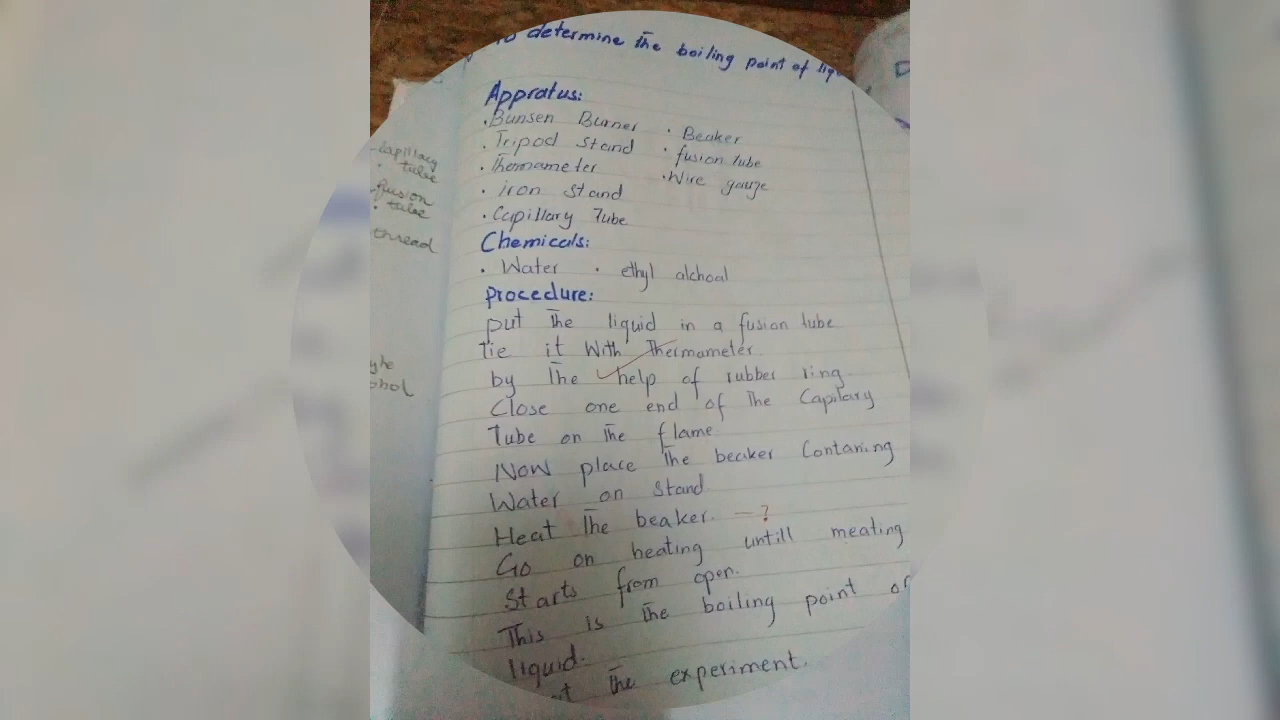 determine the boiling point of
Appratus:
• Bunsen Burner • Beaker
• Tripod stand • fusion tube
• Thermameter • Wire gauze
• iron stand
• Capillary Tube
Chemicals:
• Water • ethyl alchoal
Procedure:
put the liquid in a fusion tube
tie it With Thermameter
by the help of rubber ring
Close one end of the Capilary
Tube on the flame
Now place the beaker Contaning
Water on stand.
Heat the beaker. — ?
Go on heating untill meating
Starts from open.
This is the boiling point of
liquid.
the experiment.
capillary
• tube
fusion
• tube
thread